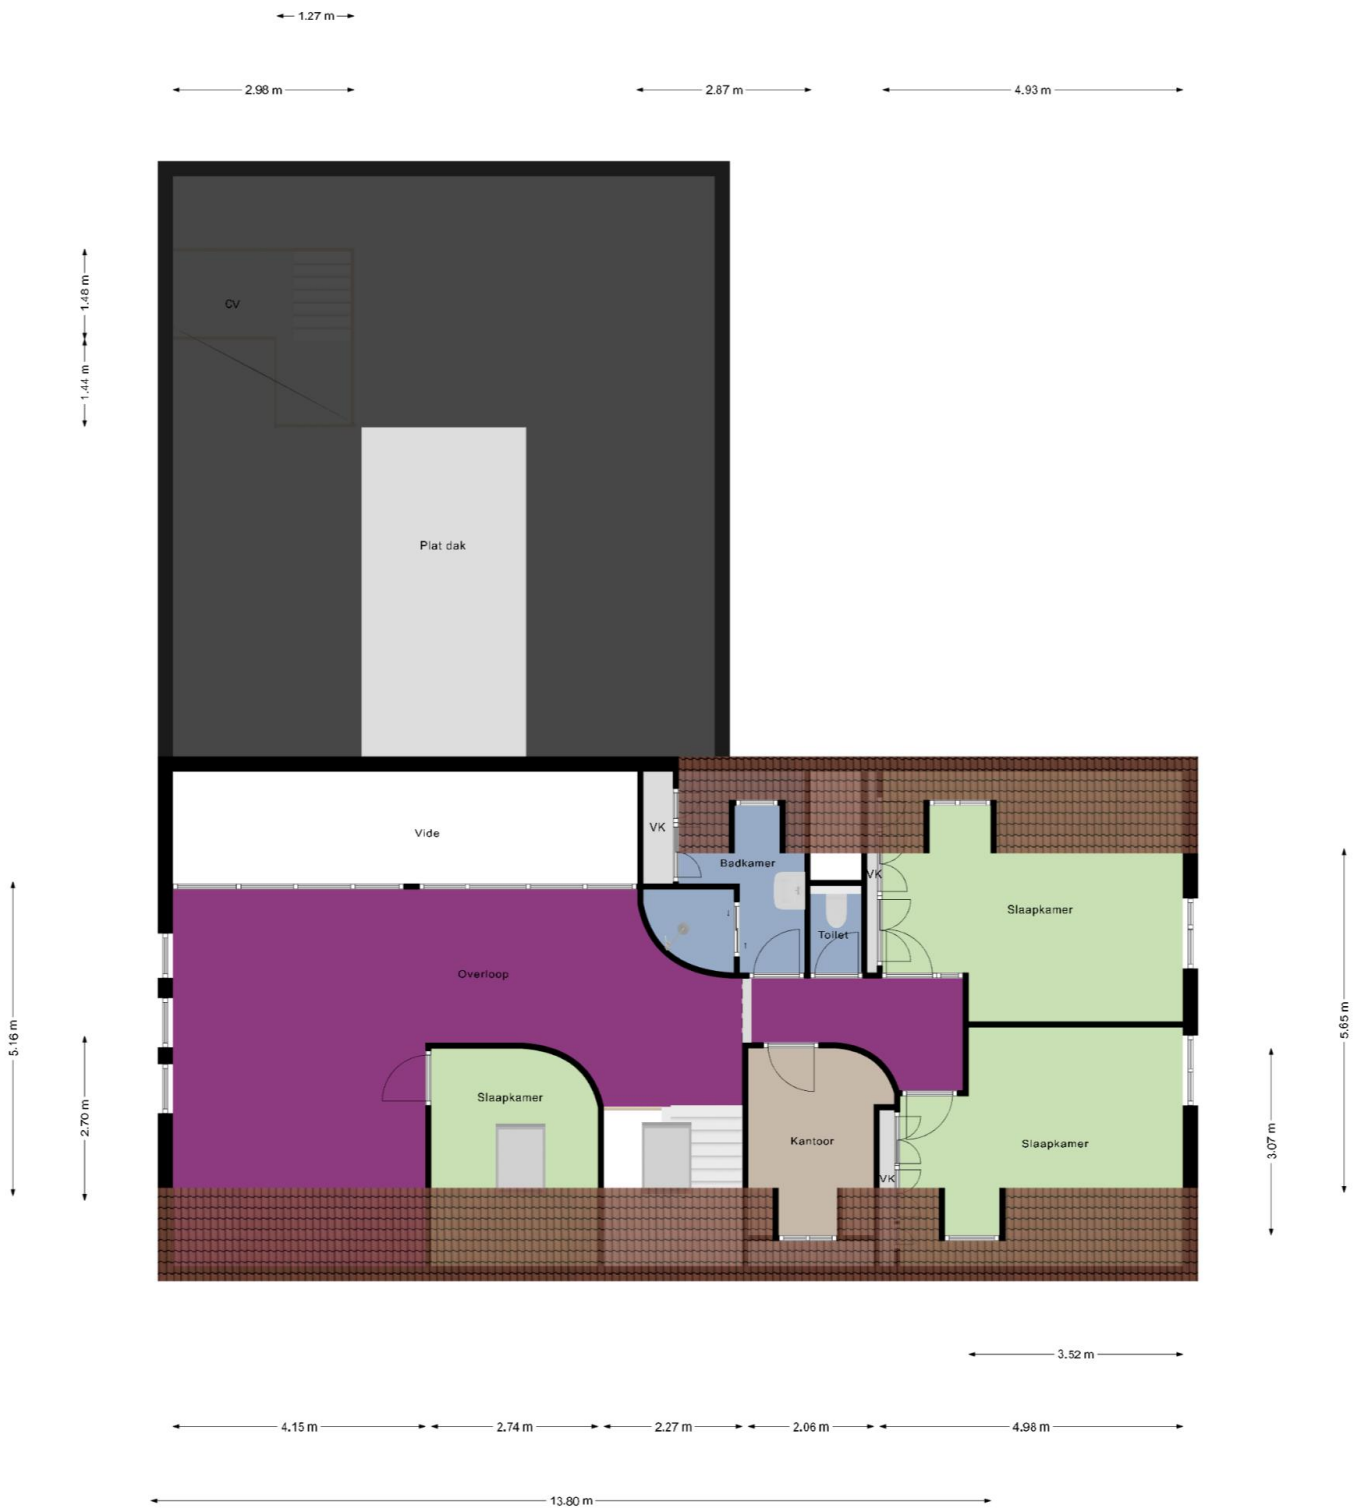 1.27 m
2.98 m
2.87 m
4.93 m
1.48 m
CV
1.44 m
Plat dak
VK
Vide
Badkamer
VK
Slaapkamer
Toilet
Overloop
5.16 m
5.65 m
2.70 m
Slaapkamer
Kantoor
Slaapkamer
3.07 m
VK
3.52 m
4.15 m
2.74 m
2.27 m
2.06 m
4.98 m
13.80 m